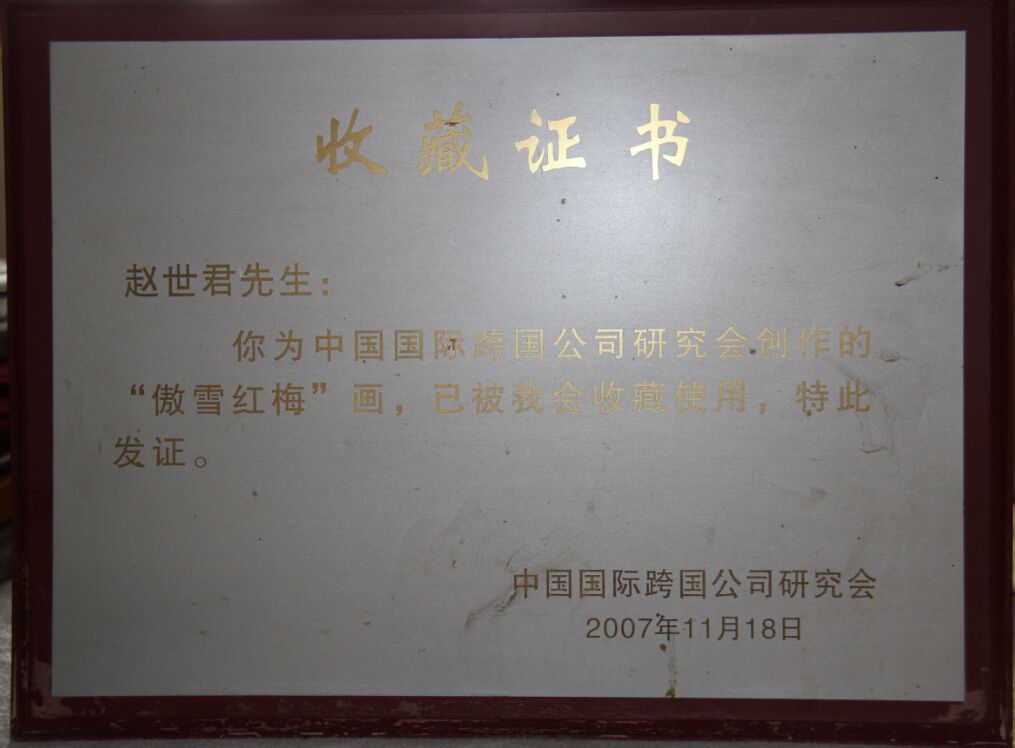 收藏证书
赵世君先生：
你为中国国际跨国公司研究会创作的
“傲雪红梅”画，已被我会收藏使用，特此
发证。
中国国际跨国公司研究会
2007年11月18日